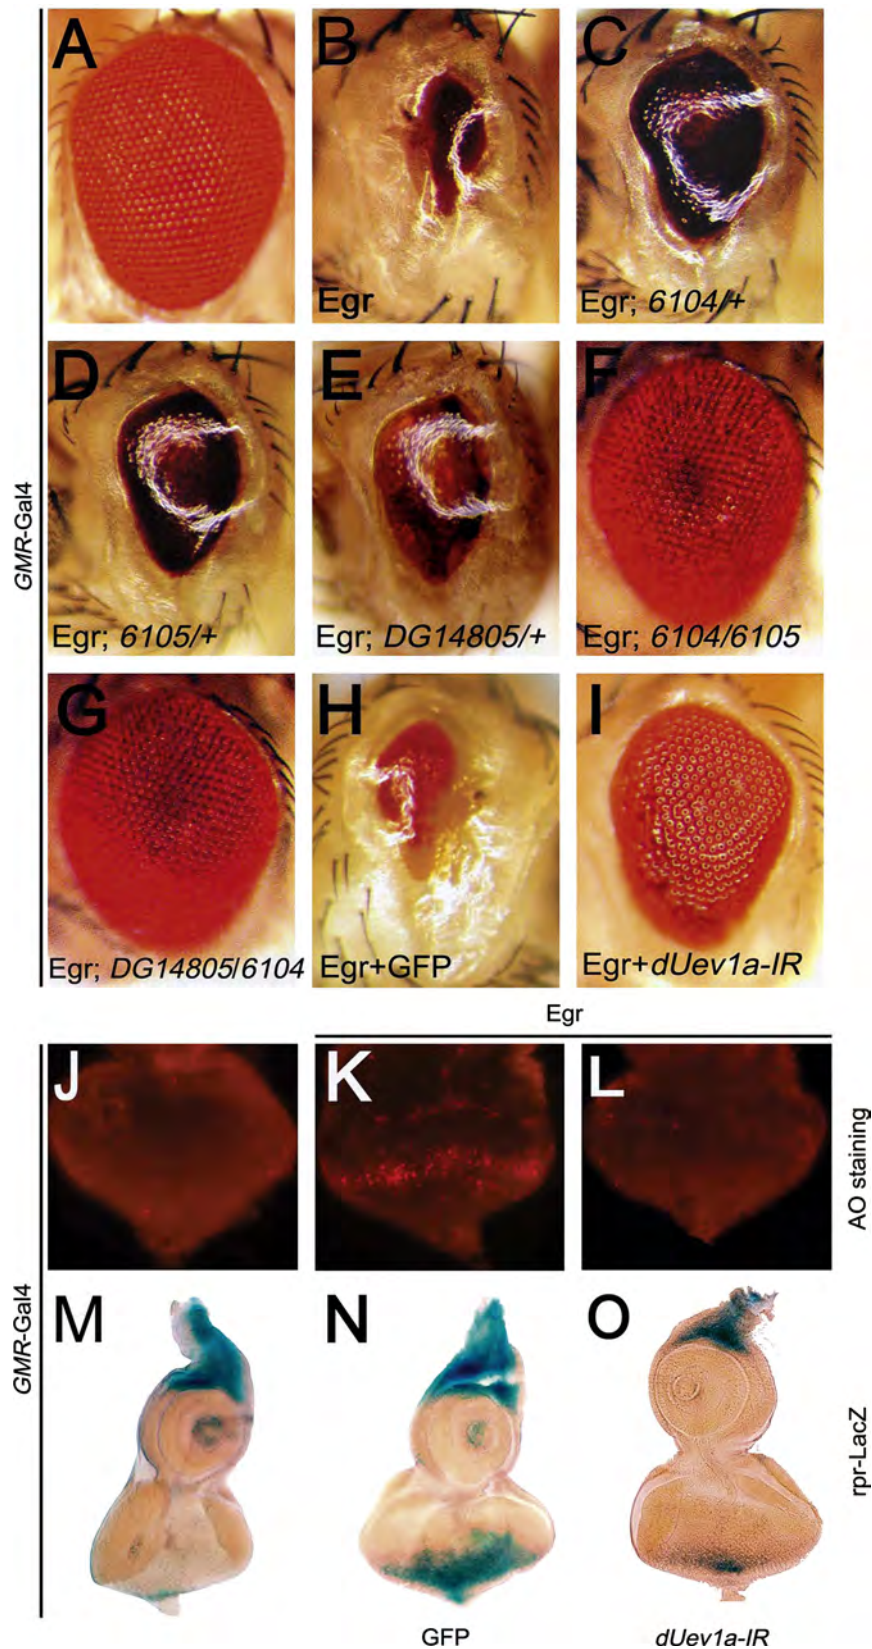 A
B
C
Egr
Egr; 6104/+
D
E
F
Egr; 6105/+
Egr; DG14805/+
Egr; 6104/6105
G
H
I
Egr; DG14805/6104
Egr+GFP
Egr+dUev1a-IR
GMR-Gal4
Egr
J
K
L
AO staining
GMR-Gal4
M
N
O
rpr-LacZ
GFP
dUev1a-IR